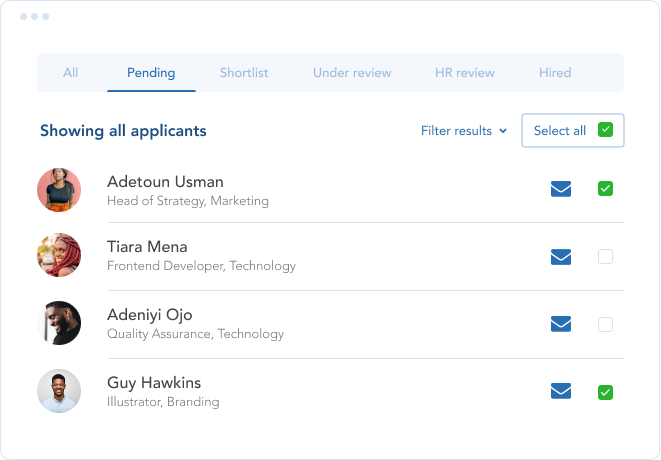 All
Pending
Shortlist
Under review
HR review
Hired
Showing all applicants
Filter results
Select all
Adetoun Usman
Head of Strategy, Marketing
Tiara Mena
Frontend Developer, Technology
Adeniyi Ojo
Quality Assurance, Technology
Guy Hawkins
Illustrator, Branding